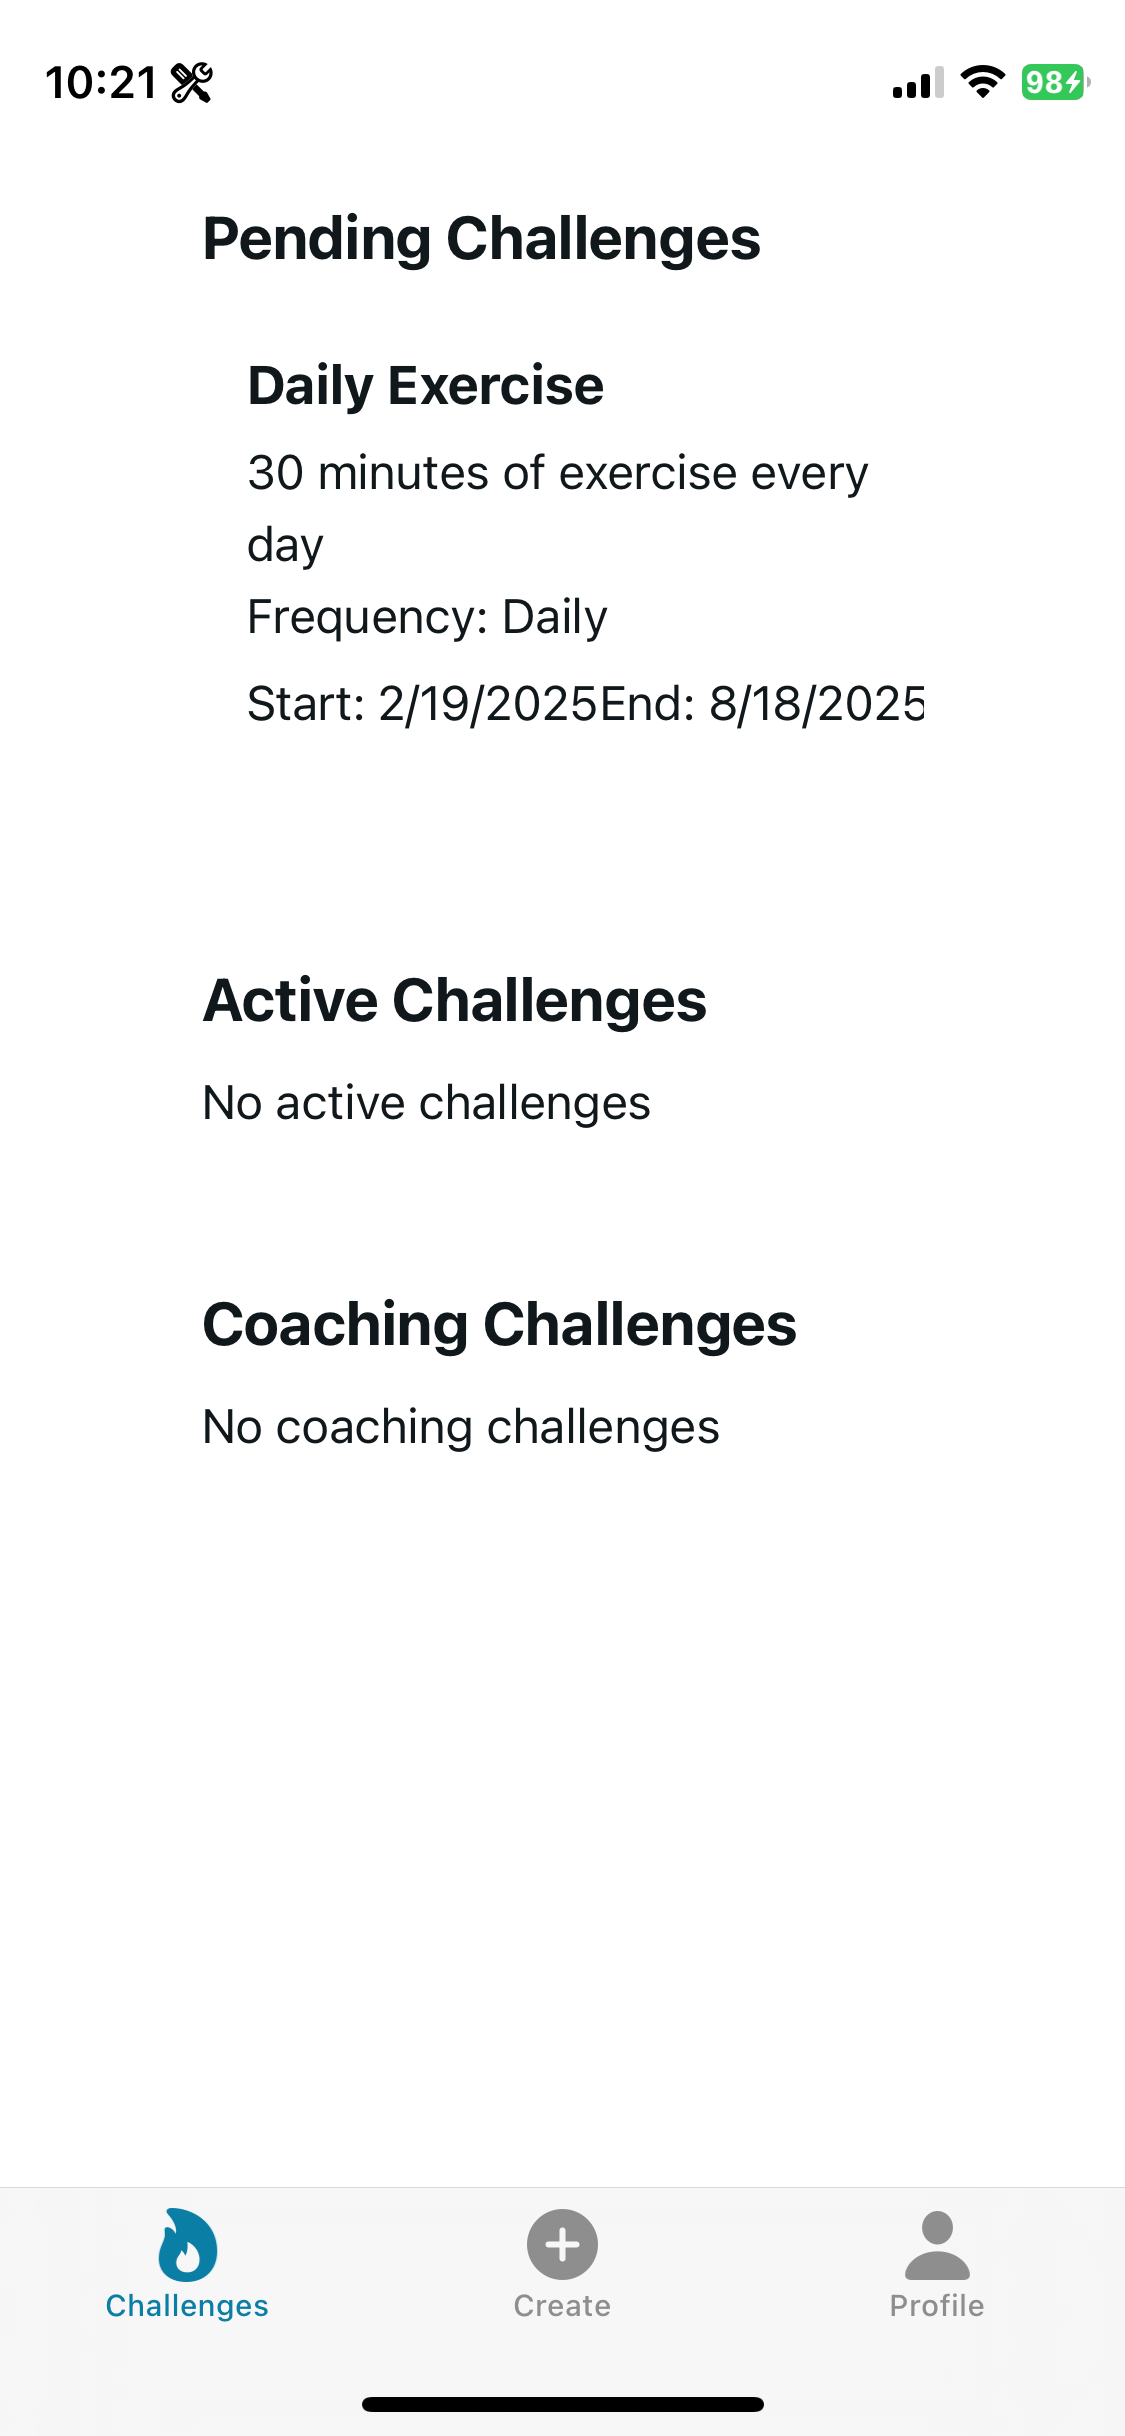 10:21
98
Pending Challenges
Daily Exercise
30 minutes of exercise every
day
Frequency: Daily
Start: 2/19/2025End: 8/18/2025
Active Challenges
No active challenges
Coaching Challenges
No coaching challenges
Challenges
Create
Profile